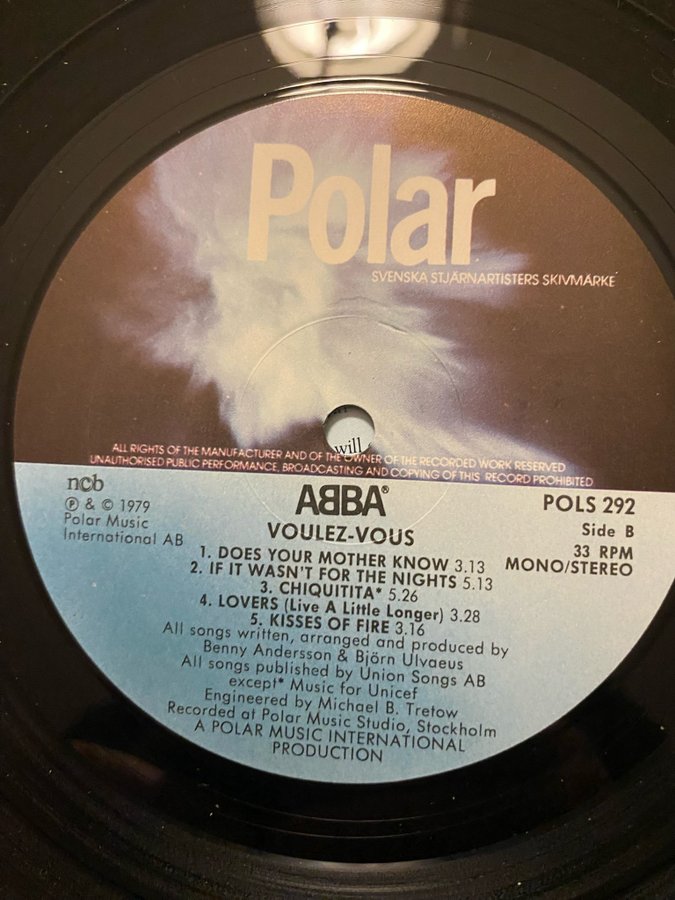 Polar
SVENSKA STJÄRNARTISTERS SKIVMÄRKE
will
ALL RIGHTS OF THE MANUFACTURER AND OF THE OWNER OF THE RECORDED WORK RESERVED
UNAUTHORISED PUBLIC PERFORMANCE, BROADCASTING AND COPYING OF THIS RECORD PROHIBITED
ncb
℗ & © 1979
Polar Music
International AB
ABBA®
VOULEZ-VOUS
POLS 292
Side B
33 RPM
MONO/STEREO
1. DOES YOUR MOTHER KNOW 3.13
2. IF IT WASN'T FOR THE NIGHTS 5.13
3. CHIQUITITA* 5.26
4. LOVERS (Live A Little Longer) 3.28
5. KISSES OF FIRE 3.16
All songs written, arranged and produced by
Benny Andersson & Björn Ulvaeus
All songs published by Union Songs AB
except* Music for Unicef
Engineered by Michael B. Tretow
Recorded at Polar Music Studio, Stockholm
A POLAR MUSIC INTERNATIONAL
PRODUCTION